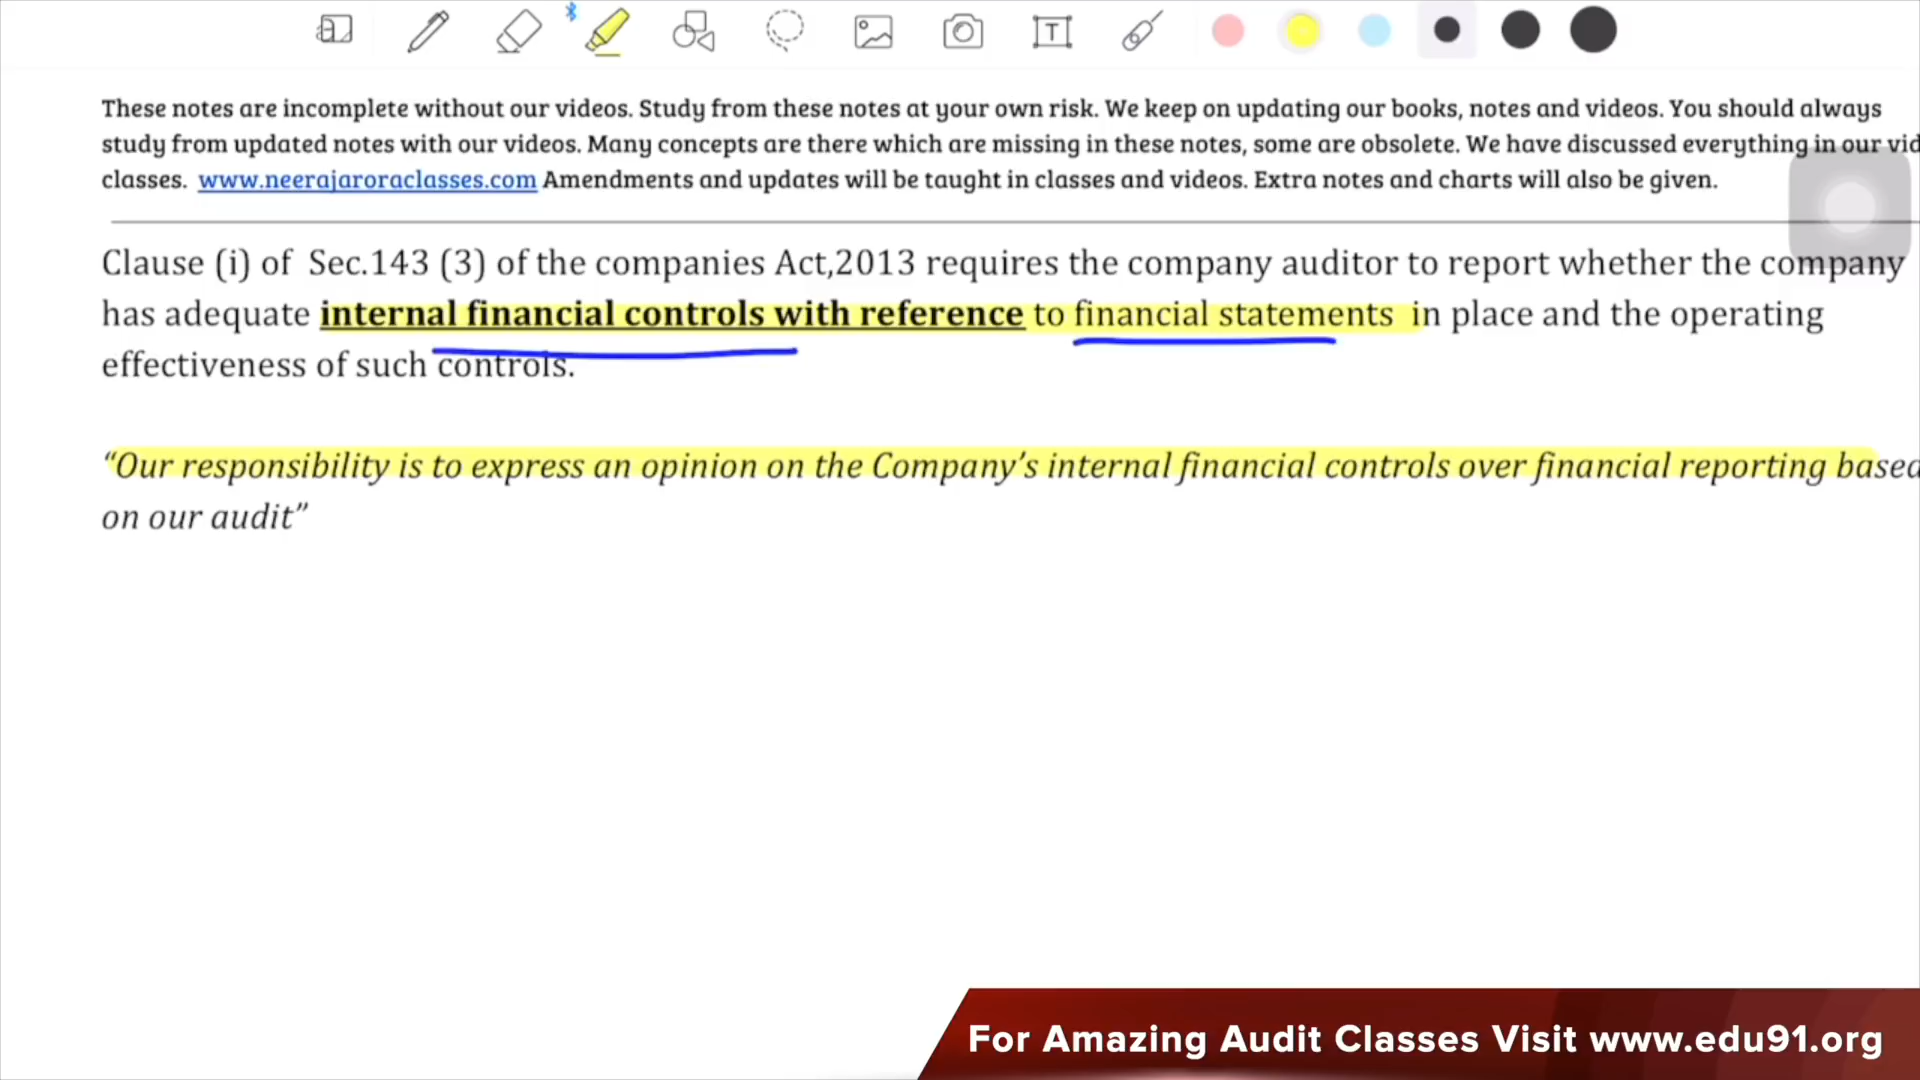 These notes are incomplete without our videos. Study from these notes at your own risk. We keep on updating our books, notes and videos. You should always
study from updated notes with our videos. Many concepts are there which are missing in these notes, some are obsolete. We have discussed everything in our vid
classes. www.neerajaroraclasses.com Amendments and updates will be taught in classes and videos. Extra notes and charts will also be given.
Clause (i) of Sec.143 (3) of the companies Act,2013 requires the company auditor to report whether the company
has adequate internal financial controls with reference to financial statements in place and the operating
effectiveness of such controls.
“Our responsibility is to express an opinion on the Company’s internal financial controls over financial reporting based
on our audit”
For Amazing Audit Classes Visit www.edu91.org